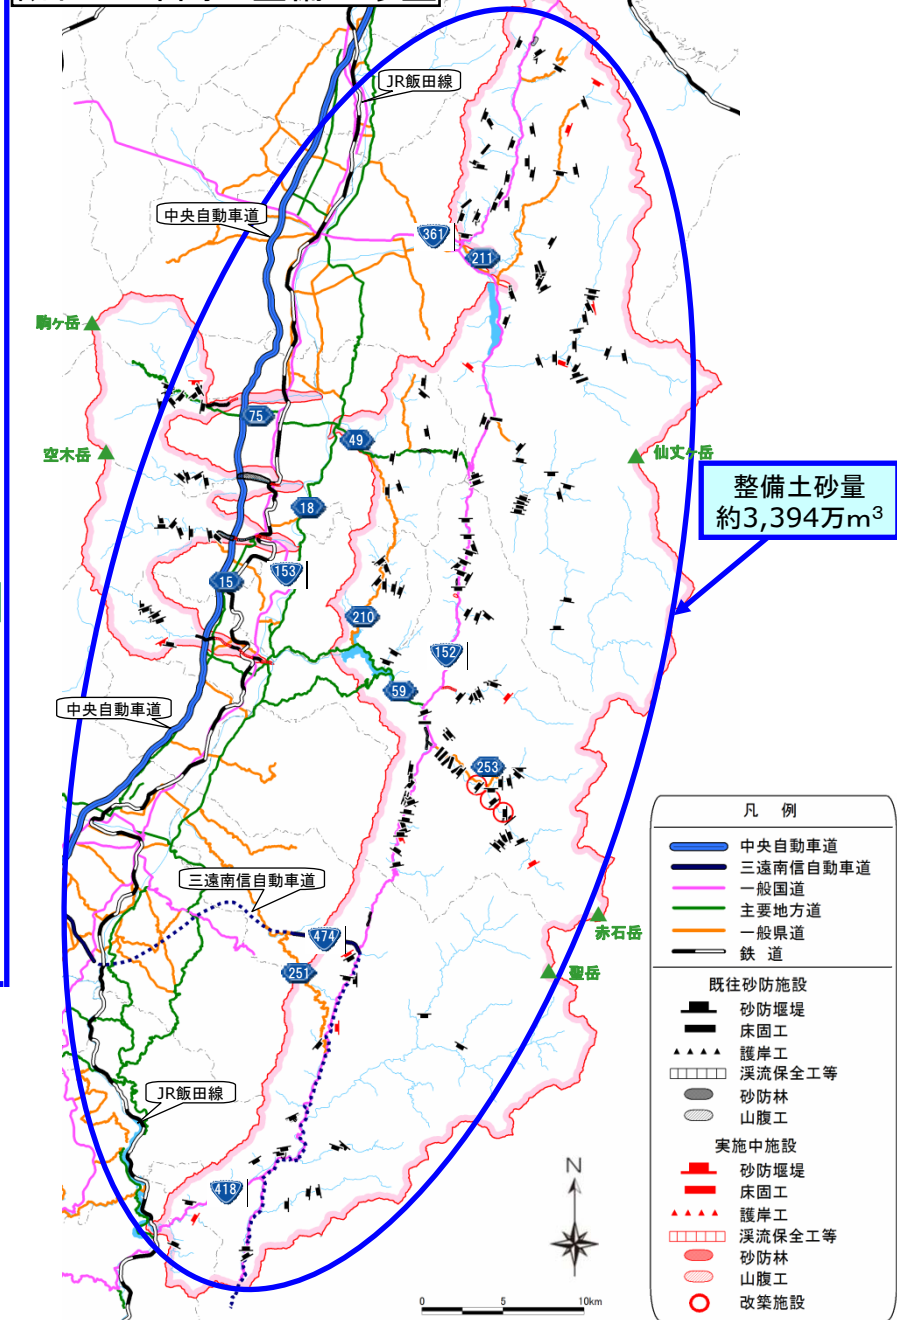 JR飯田線
中央自動車道
361
211
駒ヶ岳
75
49
空木岳
仙丈ヶ岳
整備土砂量
約3,394万m³
18
153
15
210
152
59
中央自動車道
253
三遠南信自動車道
474
251
赤石岳
聖岳
JR飯田線
418
N
0 5 10km
凡 例
中央自動車道
三遠南信自動車道
一般国道
主要地方道
一般県道
鉄 道
既往砂防施設
砂防堰堤
床固工
護岸工
渓流保全工等
砂防林
山腹工
実施中施設
砂防堰堤
床固工
護岸工
渓流保全工等
砂防林
山腹工
改築施設